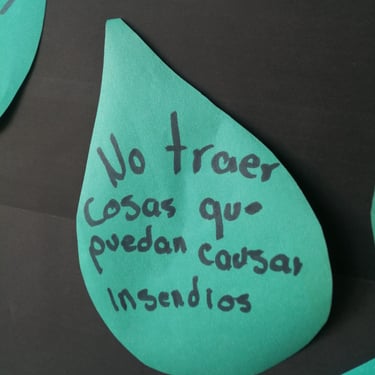 No traer
cosas que
puedan causar
insendios